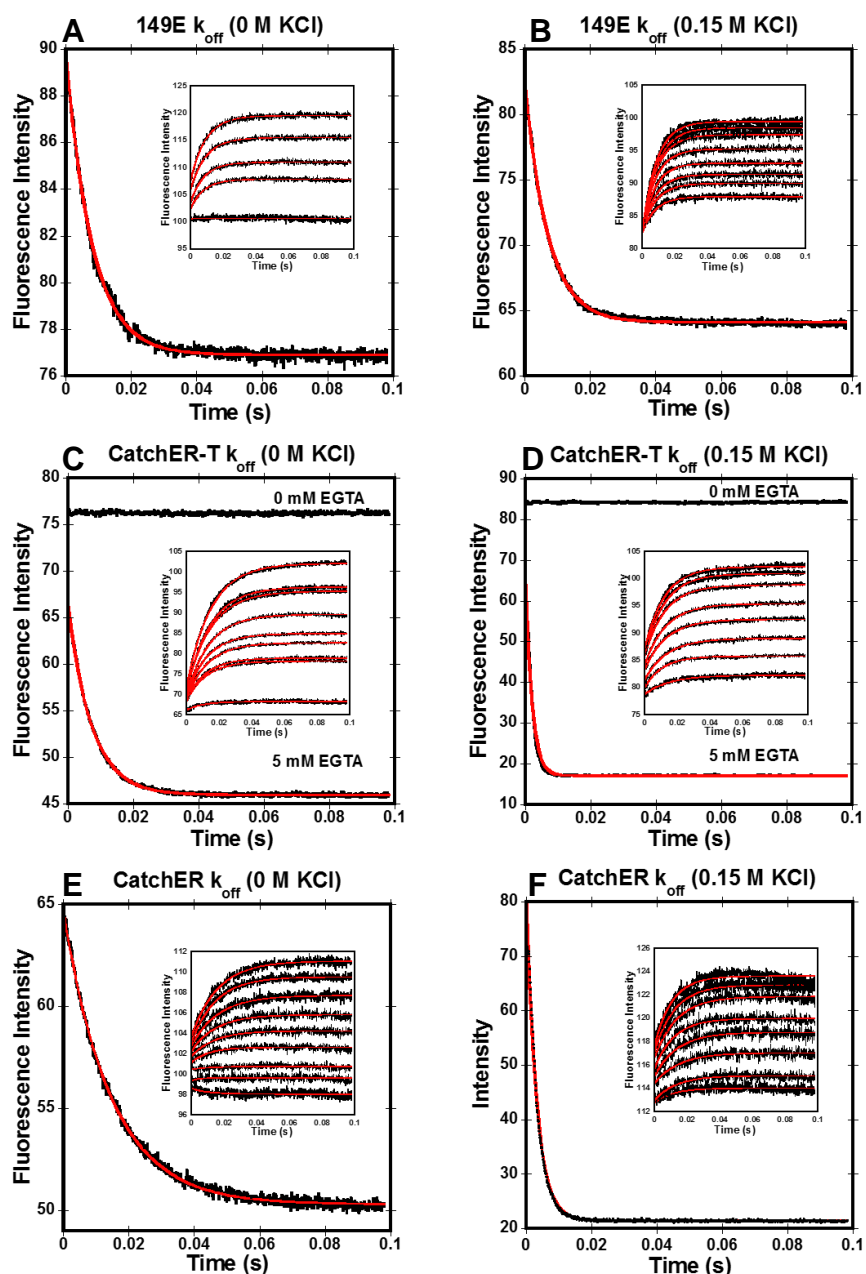 A 149E k_off (0 M KCl)
Fluorescence Intensity
90
88
86
84
82
80
78
76
0 0.02 0.04 0.06 0.08 0.1
Time (s)
Fluorescence Intensity
125
120
115
110
105
100
95
0 0.02 0.04 0.06 0.08 0.1
Time (s)
B 149E k_off (0.15 M KCl)
Fluorescence Intensity
85
80
75
70
65
60
0 0.02 0.04 0.06 0.08 0.1
Time (s)
Fluorescence Intensity
105
100
95
90
85
80
0 0.02 0.04 0.06 0.08 0.1
Time (s)
C CatchER-T k_off (0 M KCl)
Fluorescence Intensity
80
75
70
65
60
55
50
45
0 mM EGTA
5 mM EGTA
0 0.02 0.04 0.06 0.08 0.1
Time (s)
Fluorescence Intensity
105
100
95
90
85
80
75
70
65
0 0.02 0.04 0.06 0.08 0.1
Time (s)
D CatchER-T k_off (0.15 M KCl)
Fluorescence Intensity
90
80
70
60
50
40
30
20
10
0 mM EGTA
5 mM EGTA
0 0.02 0.04 0.06 0.08 0.1
Time (s)
Fluorescence Intensity
105
100
95
90
85
80
75
0 0.02 0.04 0.06 0.08 0.1
Time (s)
E CatchER k_off (0 M KCl)
Fluorescence Intensity
65
60
55
50
0 0.02 0.04 0.06 0.08 0.1
Time (s)
Fluorescence Intensity
112
110
108
106
104
102
100
98
96
0 0.02 0.04 0.06 0.08 0.1
Time (s)
F CatchER k_off (0.15 M KCl)
Intensity
80
70
60
50
40
30
20
0 0.02 0.04 0.06 0.08 0.1
Time (s)
Fluorescence Intensity
126
124
122
120
118
116
114
112
0 0.02 0.04 0.06 0.08 0.1
Time (s)